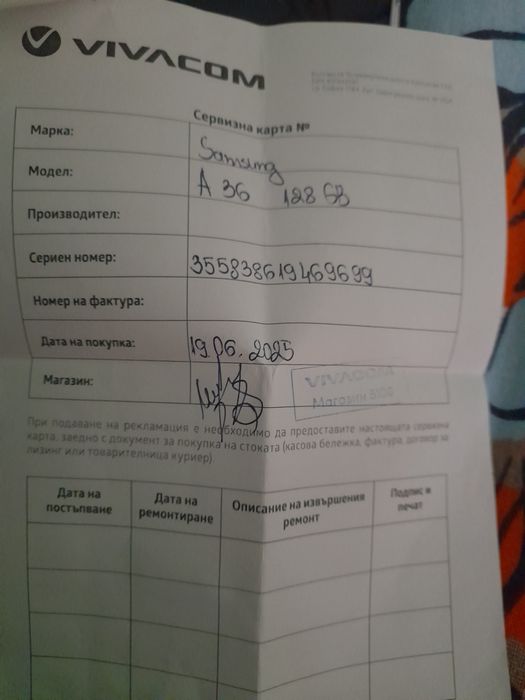 VIVACOM
Сервизна карта №
Марка: Samsung
Модел: A 36 128 GB
Производител:
Сериен номер: 355838619469699
Номер на фактура:
Дата на покупка: 19.06.2025
Магазин: VIVACOM
Магазин
При подаване на рекламация е необходимо да предоставите настоящата сервизна
карта, заедно с документ за покупка на стоката (касова бележка, фактура, договор за
лизинг или товарителница куриер).
Дата на постъпване Дата на ремонтиране Описание на извършения ремонт Подпис и печат